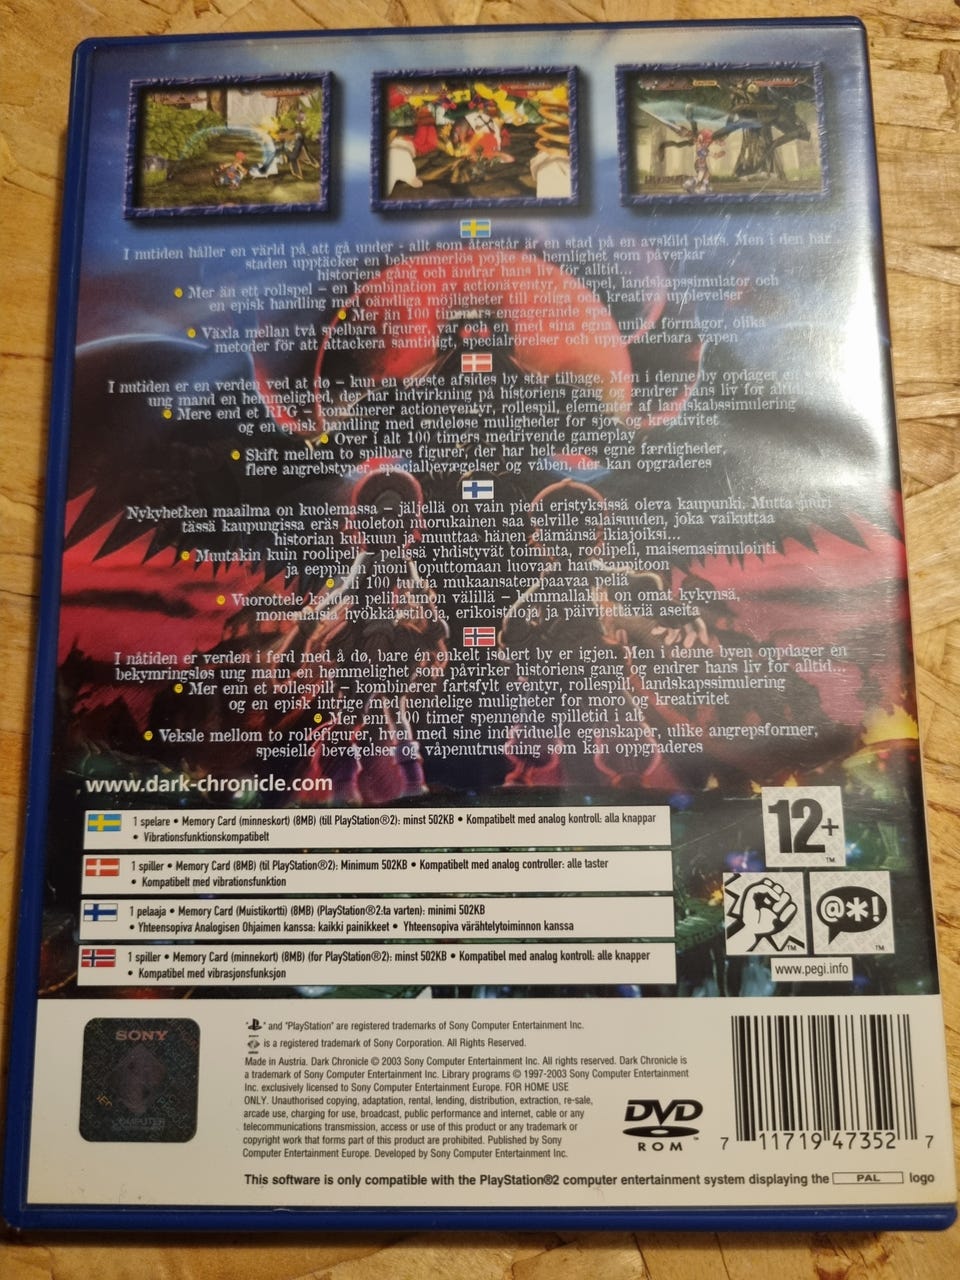 I nutiden håller en värld på att gå under - allt som återstår är en stad på en avskild plats. Men i den här
staden upptäcker en bekymmerlös pojke en hemlighet som påverkar
historiens gång och ändrar hans liv för alltid...
Mer än ett rollspel – en kombination av actionäventyr, rollspel, landskapssimulator och
en episk handling med oändliga möjligheter till roliga och kreativa upplevelser
Mer än 100 timmars engagerande spel
Växla mellan två spelbara figurer, var och en med sina egna unika förmågor, olika
metoder för att attackera samtidigt, specialrörelser och uppgraderbara vapen
I nutiden er en verden ved at dø – kun en eneste afsides by står tilbage. Men i denne by opdager en
ung mand en hemmelighed, der har indvirkning på historiens gang og ændrer hans liv for altid
Mere end et RPG – kombinerer actioneventyr, rollespil, elementer af landskabssimulering
og en episk handling med endeløse muligheder for sjov og kreativitet
Over i alt 100 timers medrivende gameplay
Skift mellem to spilbare figurer, der har helt deres egne færdigheder,
flere angrebstyper, specialbevægelser og våben, der kan opgraderes
Nykyhetken maailma on kuolemassa – jäljellä on vain pieni eristyksissä oleva kaupunki. Mutta juuri
tässä kaupungissa eräs huoleton nuorukainen saa selville salaisuuden, joka vaikuttaa
historian kulkuun ja muuttaa hänen elämänsä ikiajoiksi...
Muutakin kuin roolipeli – pelissä yhdistyvät toiminta, roolipeli, maisemasimulointi
ja eeppinen juoni loputtomaan luovaan hauskanpitoon
Yli 100 tuntia mukaansatempaavaa peliä
Vuorottele kahden pelihahmon välillä – kummallakin on omat kykynsä,
monenlaisia hyökkäystiloja, erikoistiloja ja päivitettäviä aseita
I nåtiden er verden i ferd med å dø, bare én enkelt isolert by er igjen. Men i denne byen oppdager én
bekymringsløs ung mann en hemmelighet som påvirker historiens gang og endrer hans liv for alltid...
Mer enn et rollespill – kombinerer fartsfylt eventyr, rollespill, landskapssimulering
og en episk intrige med uendelige muligheter for moro og kreativitet
Mer enn 100 timer spennende spilletid i alt
Veksle mellom to rollefigurer, hver med sine individuelle egenskaper, ulike angrepsformer,
spesielle bevegelser og våpenutrustning som kan oppgraderes
www.dark-chronicle.com
1 spelare • Memory Card (minneskort) (8MB) (till PlayStation®2): minst 502KB • Kompatibelt med analog kontroll: alla knappar
• Vibrationsfunktionskompatibelt
1 spiller • Memory Card (8MB) (til PlayStation®2): Minimum 502KB • Kompatibelt med analog controller: alle taster
• Kompatibelt med vibrationsfunktion
1 pelaaja • Memory Card (Muistikortti) (8MB) (PlayStation®2:ta varten): minimi 502KB
• Yhteensopiva Analogisen Ohjaimen kanssa: kaikki painikkeet • Yhteensopiva värähtelytoiminnon kanssa
1 spiller • Memory Card (minnekort) (8MB) (for PlayStation®2): minst 502KB • Kompatibel med analog kontroll: alle knapper
• Kompatibel med vibrasjonsfunksjon
12+
TM
@*!
TM
TM
www.pegi.info
SONY
COMPUTER
" " and "PlayStation" are registered trademarks of Sony Computer Entertainment Inc.
is a registered trademark of Sony Corporation. All Rights Reserved.
Made in Austria. Dark Chronicle © 2003 Sony Computer Entertainment Inc. All rights reserved. Dark Chronicle is
a trademark of Sony Computer Entertainment Inc. Library programs © 1997-2003 Sony Computer Entertainment
Inc. exclusively licensed to Sony Computer Entertainment Europe. FOR HOME USE
ONLY. Unauthorised copying, adaptation, rental, lending, distribution, extraction, re-sale,
arcade use, charging for use, broadcast, public performance and internet, cable or any
telecommunications transmission, access or use of this product or any trademark or
copyright work that forms part of this product are prohibited. Published by Sony
Computer Entertainment Europe. Developed by Sony Computer Entertainment Inc.
DVD
ROM
7 11719 47352 7
This software is only compatible with the PlayStation®2 computer entertainment system displaying the PAL logo